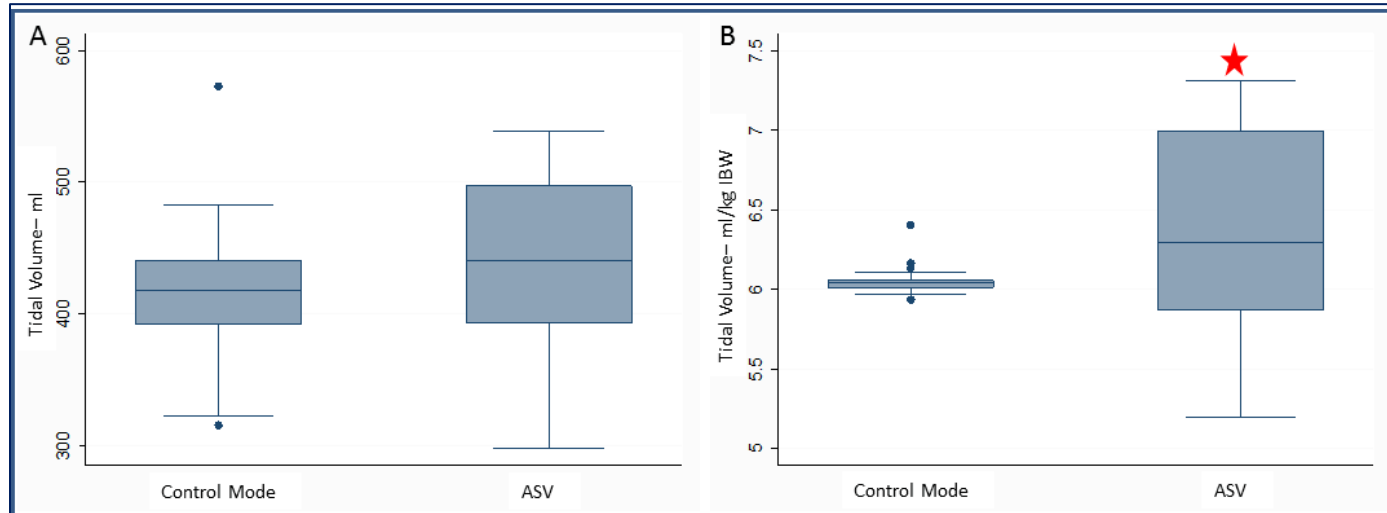 A
Tidal Volume– ml
600
500
400
300
Control Mode
ASV
B
Tidal Volume– ml/kg IBW
7.5
7
6.5
6
5.5
5
Control Mode
ASV